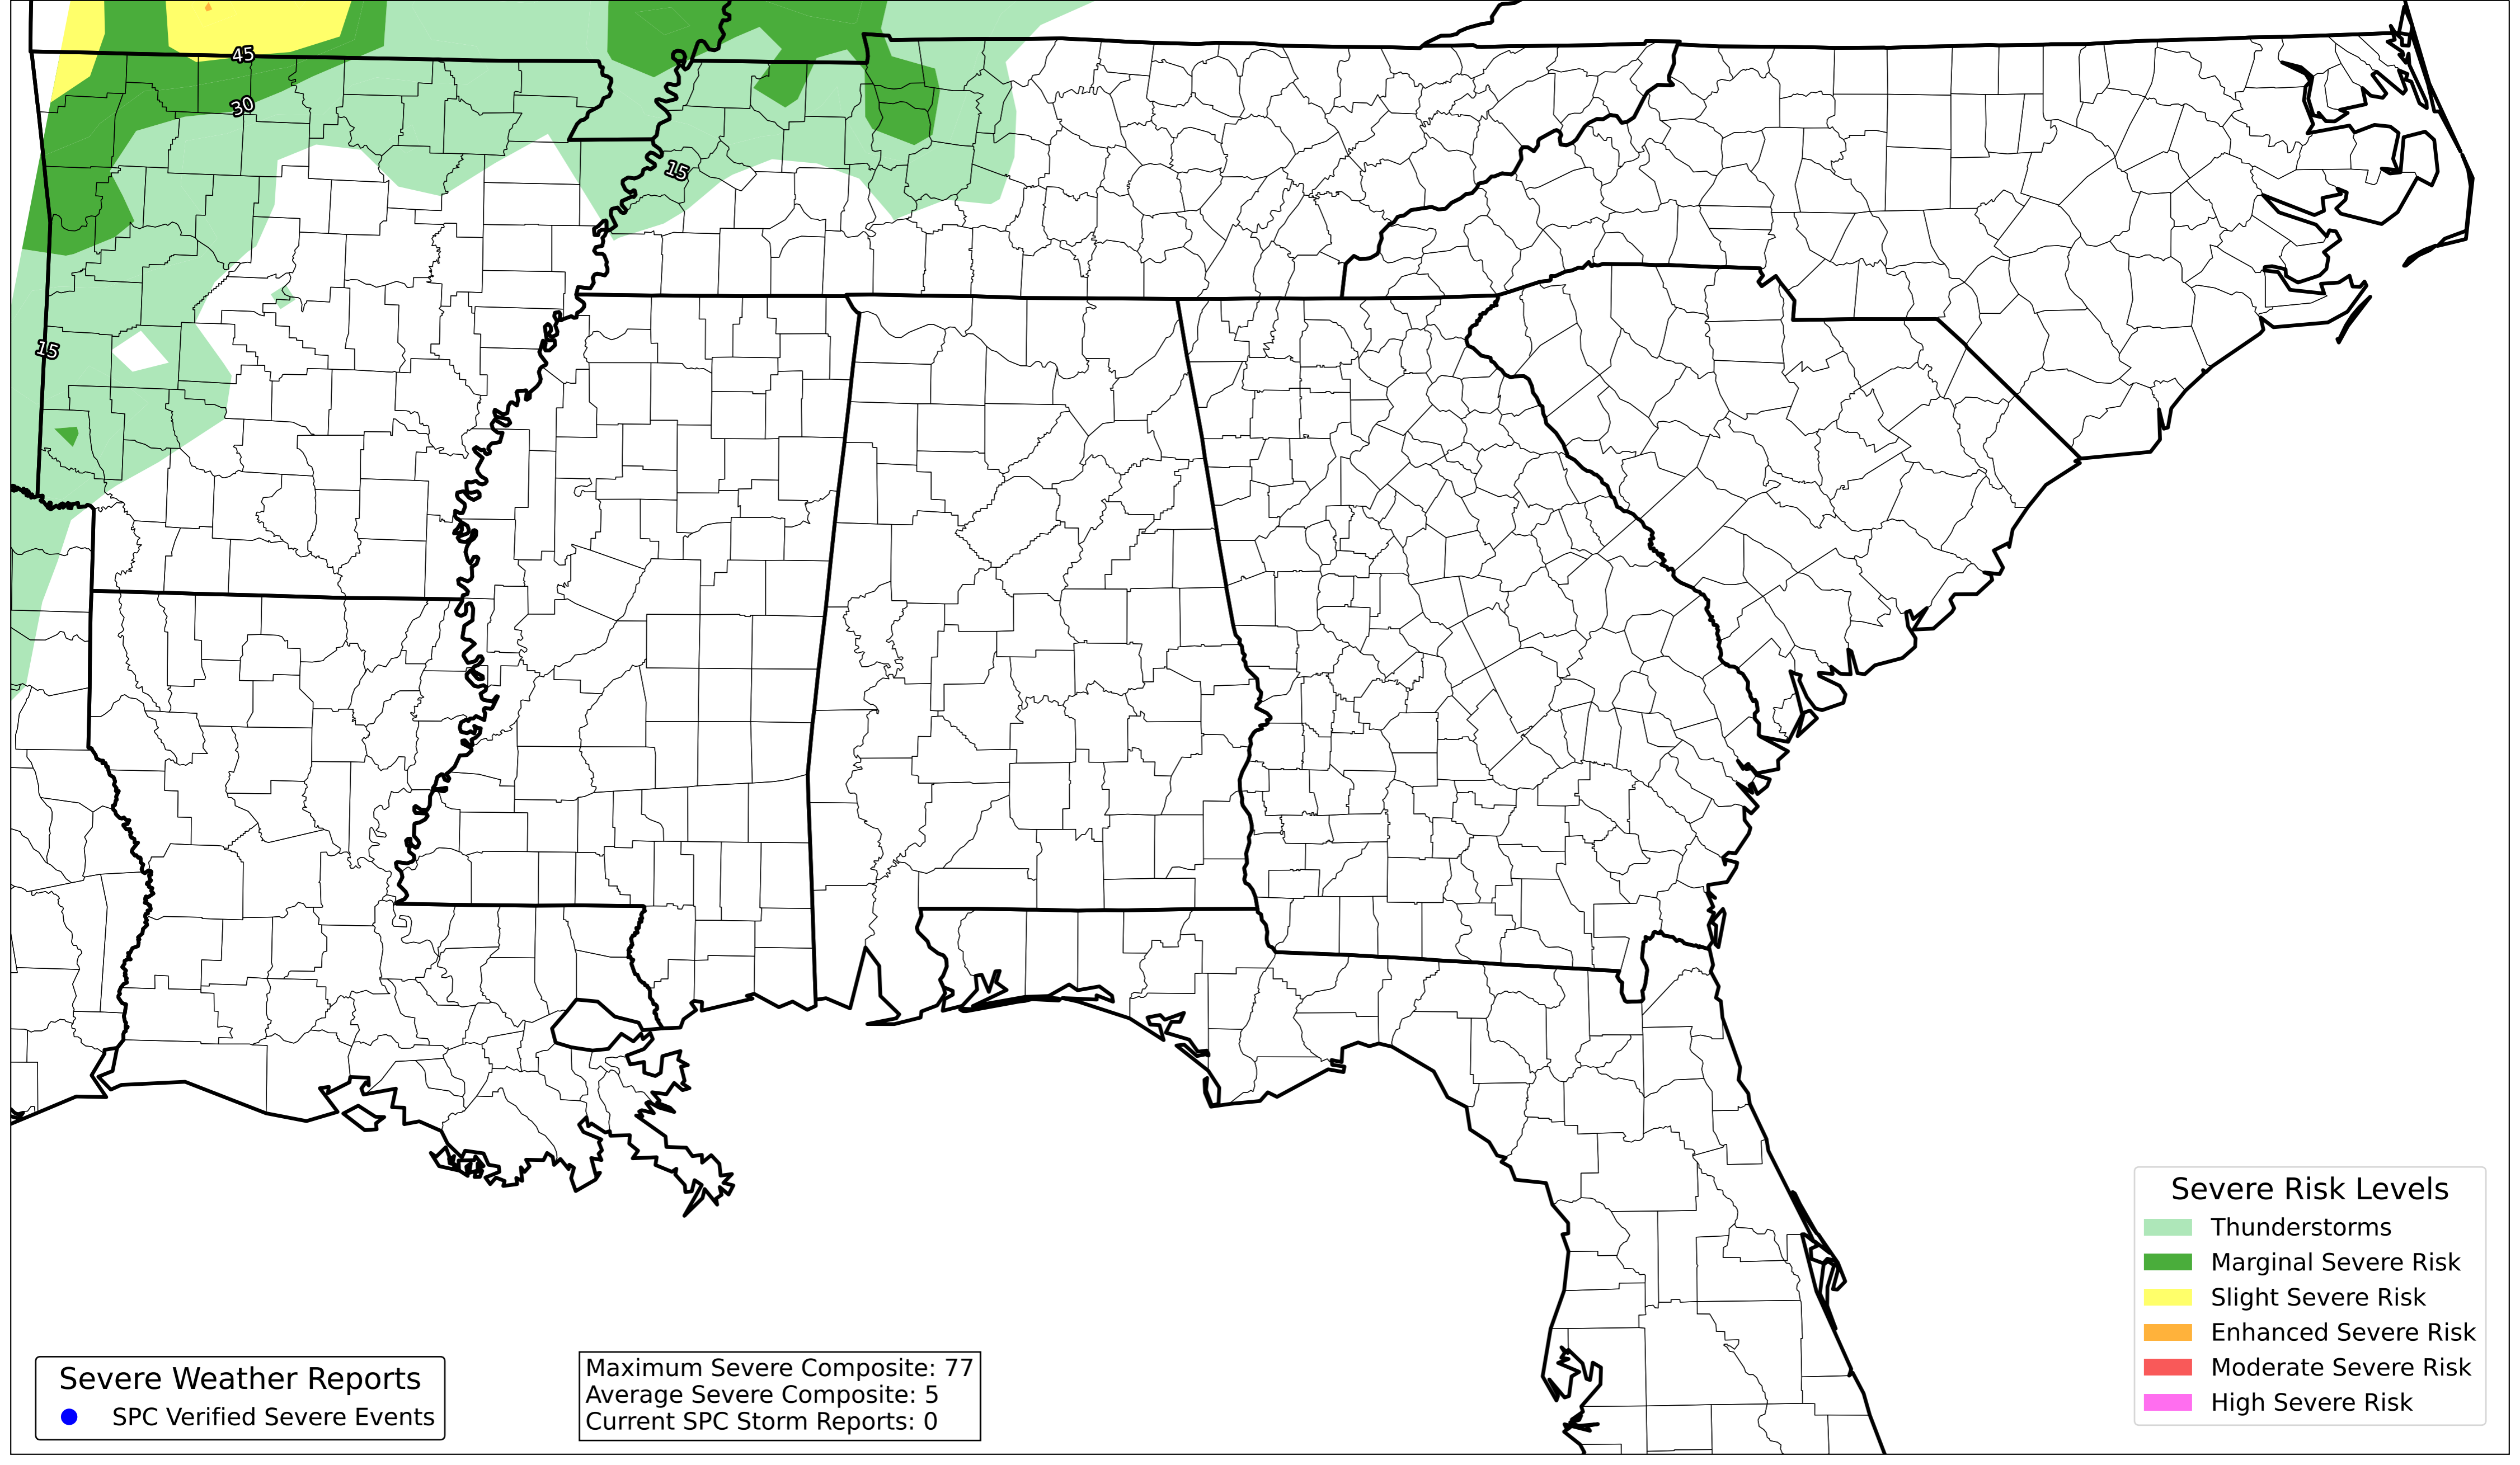 45
30
15
15
Severe Weather Reports
SPC Verified Severe Events
Maximum Severe Composite: 77
Average Severe Composite: 5
Current SPC Storm Reports: 0
Severe Risk Levels
Thunderstorms
Marginal Severe Risk
Slight Severe Risk
Enhanced Severe Risk
Moderate Severe Risk
High Severe Risk